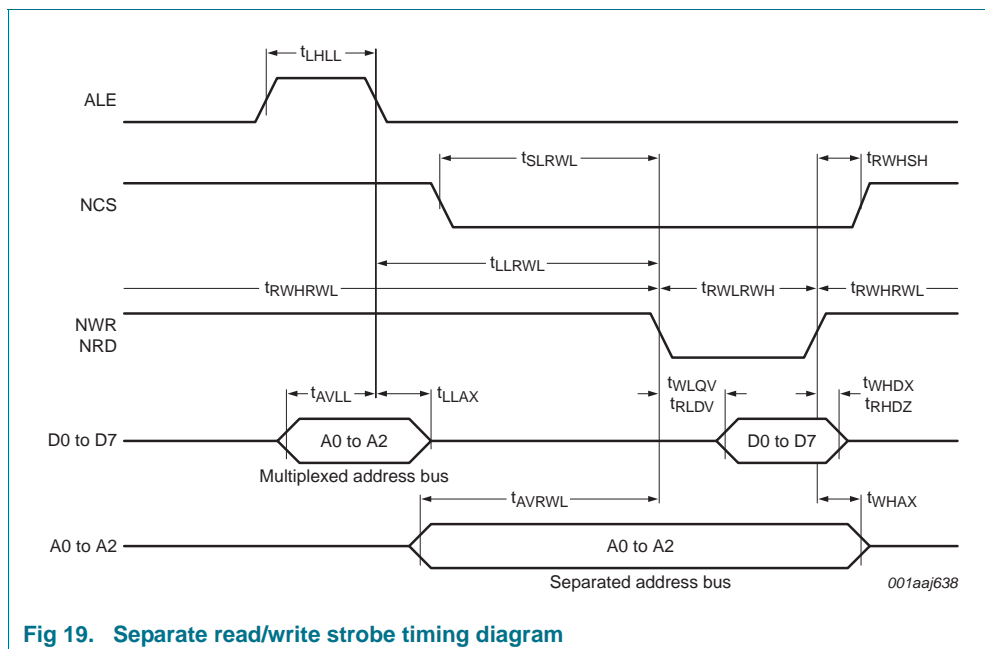 tLHLL
ALE
tSLRWL
tRWHSH
NCS
tLLRWL
tRWHRWL
tRWLRWH
tRWHRWL
NWR
NRD
tAVLL
tLLAX
tWLQV
tRLDV
tWHDX
tRHDZ
D0 to D7
A0 to A2
D0 to D7
Multiplexed address bus
tAVRWL
tWHAX
A0 to A2
A0 to A2
Separated address bus
001aaj638
Fig 19. Separate read/write strobe timing diagram